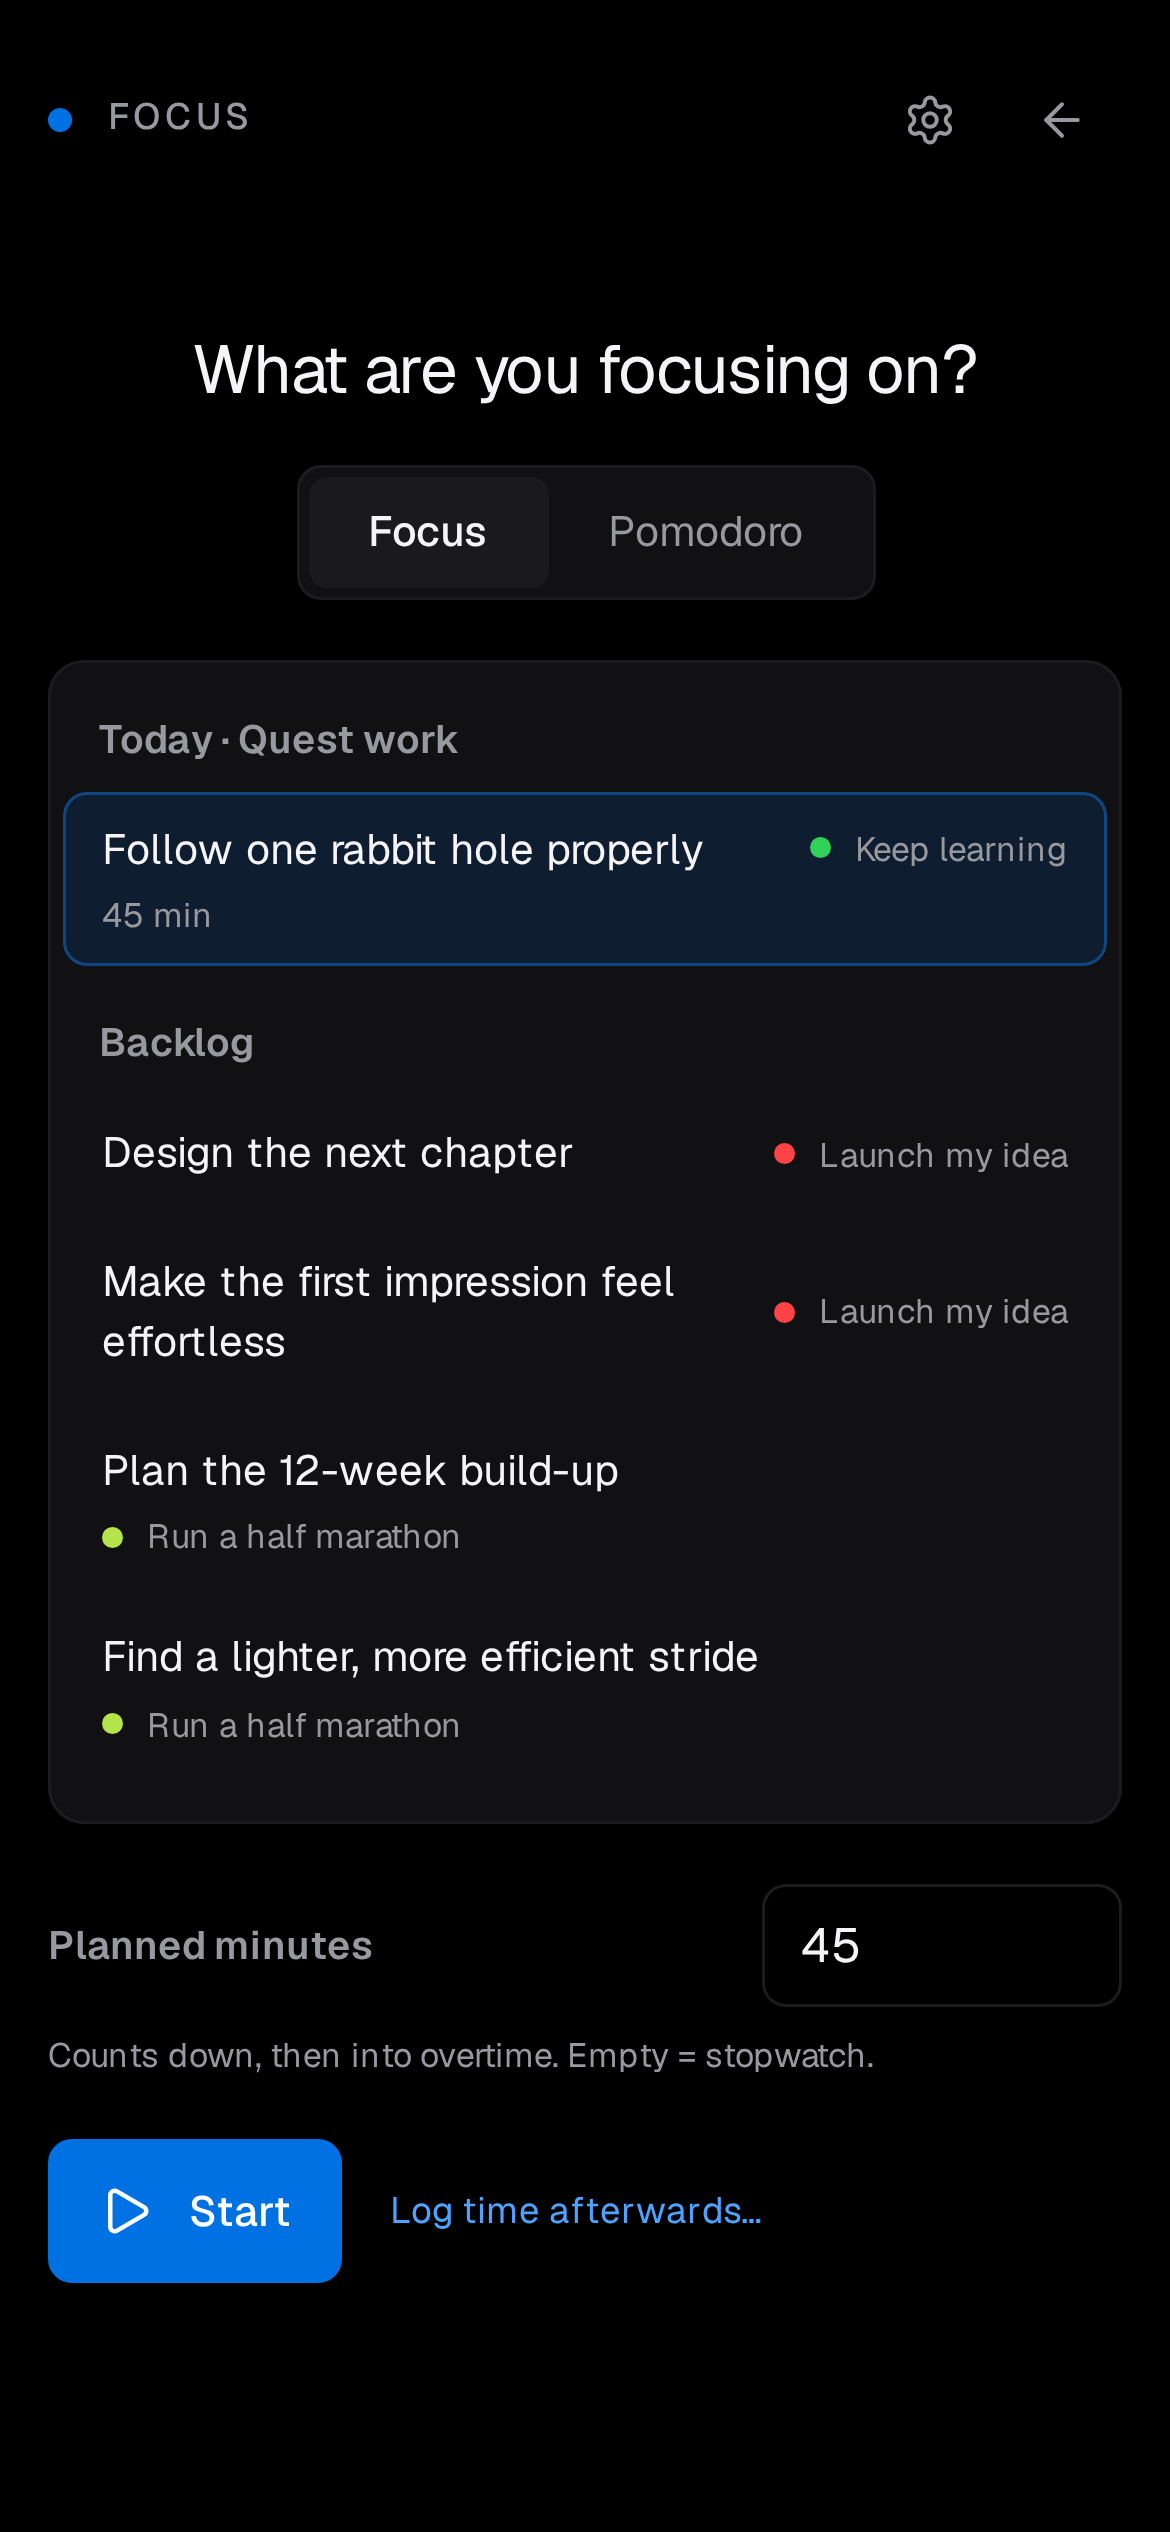 FOCUS
What are you focusing on?
Focus
Pomodoro
Today · Quest work
Follow one rabbit hole properly
Keep learning
45 min
Backlog
Design the next chapter
Launch my idea
Make the first impression feel
effortless
Launch my idea
Plan the 12-week build-up
Run a half marathon
Find a lighter, more efficient stride
Run a half marathon
Planned minutes
45
Counts down, then into overtime. Empty = stopwatch.
Start
Log time afterwards...